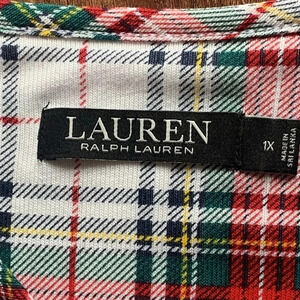 LAUREN
RALPH LAUREN
1X
MADE IN
SRI LANKA